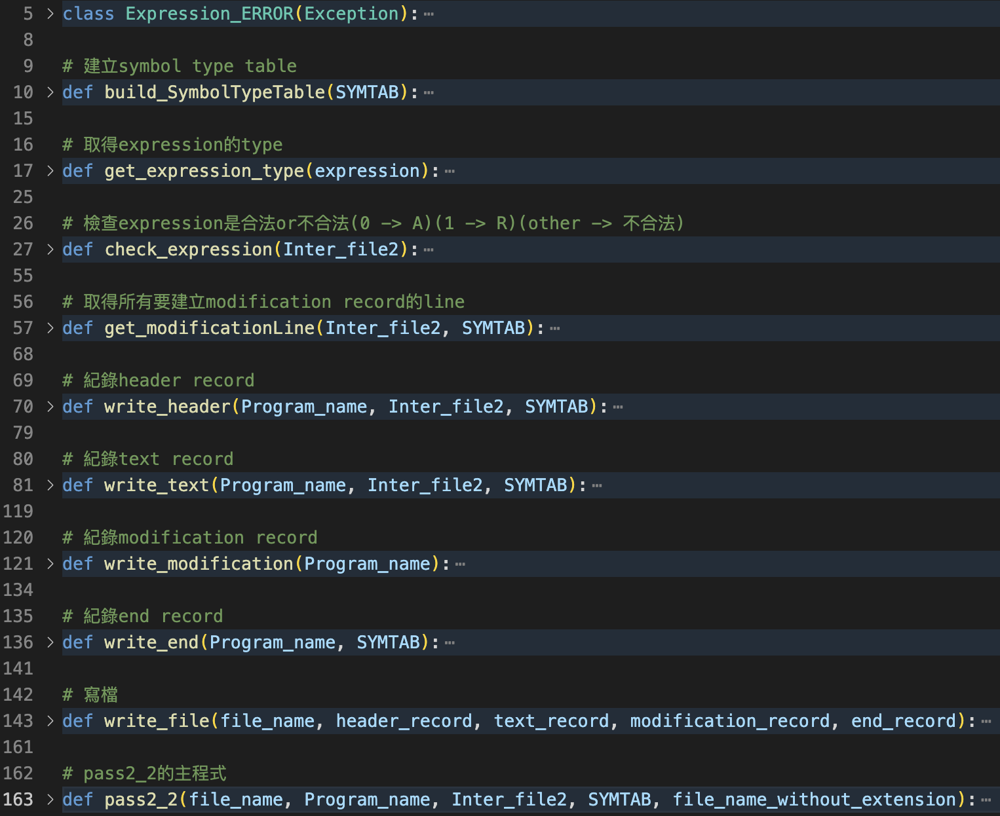 5 > class Expression_ERROR(Exception): ⋯
8
9 # 建立symbol type table
10 > def build_SymbolTypeTable(SYMTAB): ⋯
15
16 # 取得expression的type
17 > def get_expression_type(expression): ⋯
25
26 # 檢查expression是合法or不合法(0 -> A)(1 -> R)(other -> 不合法)
27 > def check_expression(Inter_file2): ⋯
55
56 # 取得所有要建立modification record的line
57 > def get_modificationLine(Inter_file2, SYMTAB): ⋯
68
69 # 紀錄header record
70 > def write_header(Program_name, Inter_file2, SYMTAB): ⋯
79
80 # 紀錄text record
81 > def write_text(Program_name, Inter_file2, SYMTAB): ⋯
119
120 # 紀錄modification record
121 > def write_modification(Program_name): ⋯
134
135 # 紀錄end record
136 > def write_end(Program_name, SYMTAB): ⋯
141
142 # 寫檔
143 > def write_file(file_name, header_record, text_record, modification_record, end_record): ⋯
161
162 # pass2_2的主程式
163 > def pass2_2(file_name, Program_name, Inter_file2, SYMTAB, file_name_without_extension): ⋯